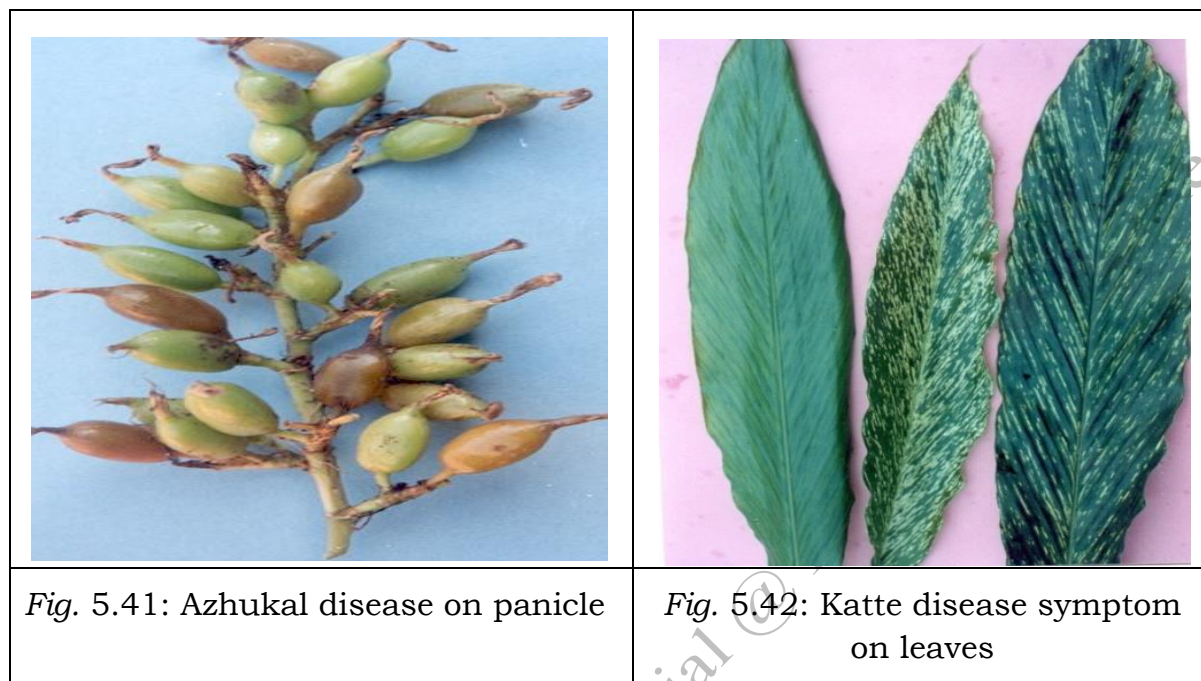 Fig. 5.41: Azhukal disease on panicle
Fig. 5.42: Katte disease symptom
on leaves